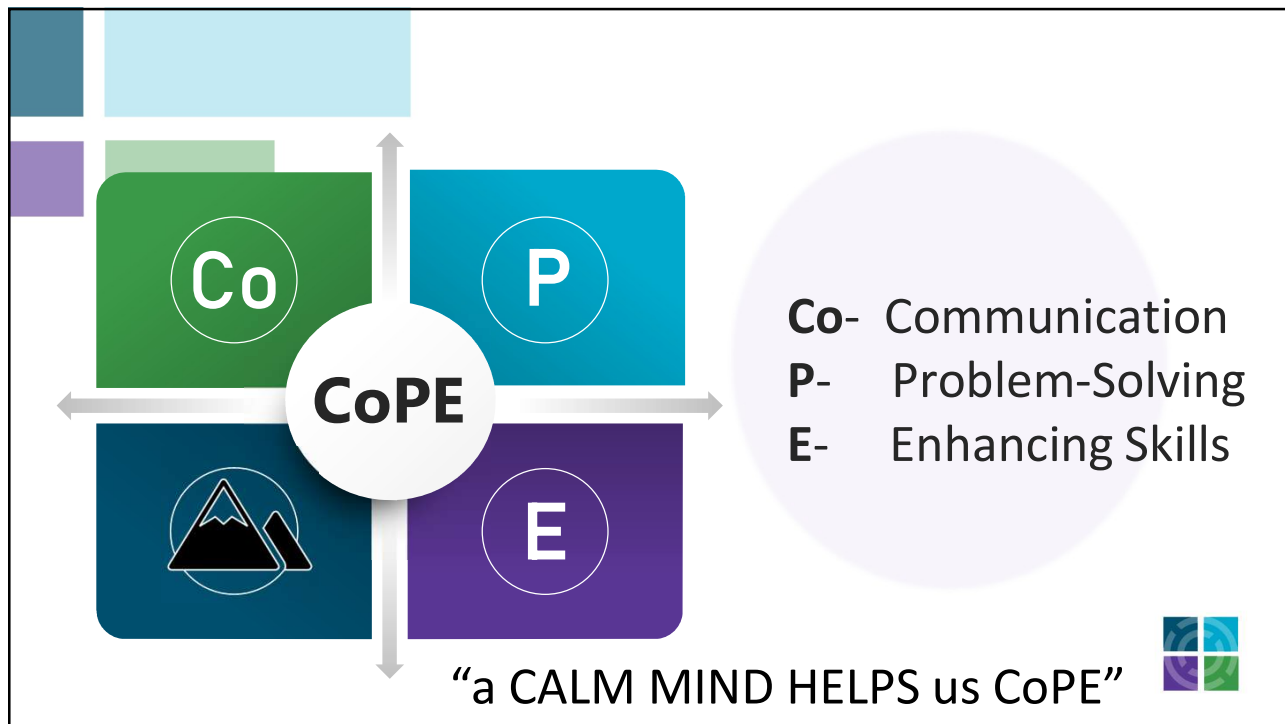 Co
P
CoPE
E
Co- Communication
P- Problem-Solving
E- Enhancing Skills
“a CALM MIND HELPS us CoPE”